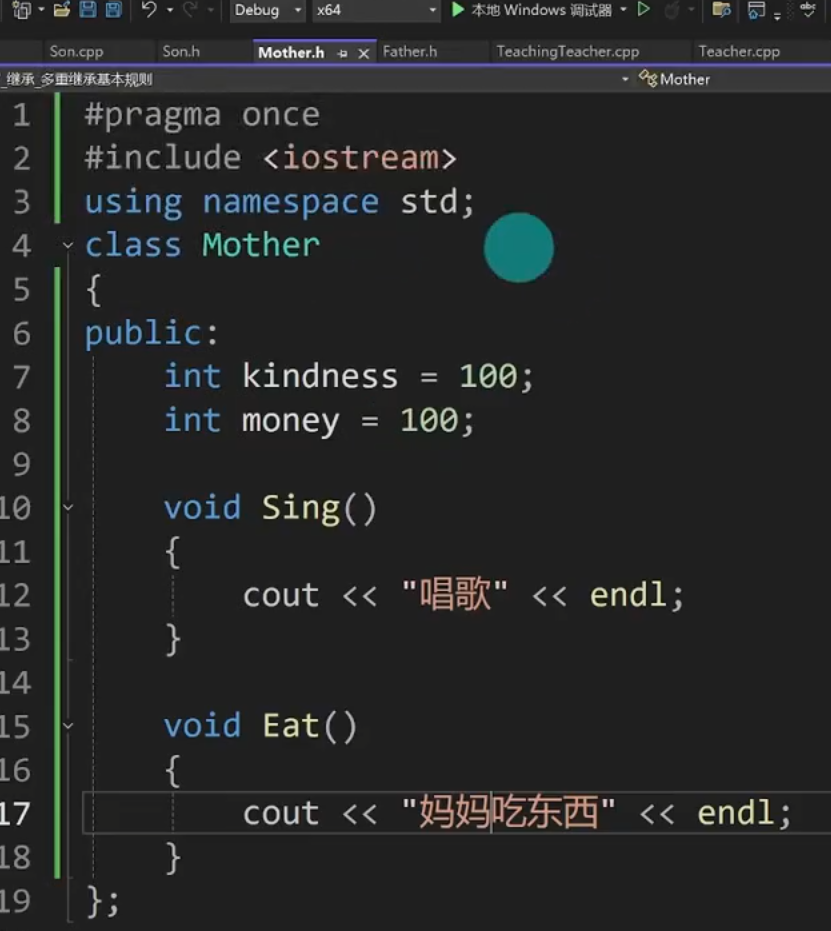 Debug x64 本地 Windows 调试器
Son.cpp Son.h Mother.h Father.h TeachingTeacher.cpp Teacher.cpp
_继承_多重继承基本规则 Mother
1 #pragma once
2 #include <iostream>
3 using namespace std;
4 class Mother
5 {
6 public:
7 int kindness = 100;
8 int money = 100;
9
10 void Sing()
11 {
12 cout << "唱歌" << endl;
13 }
14
15 void Eat()
16 {
17 cout << "妈妈吃东西" << endl;
18 }
19 };